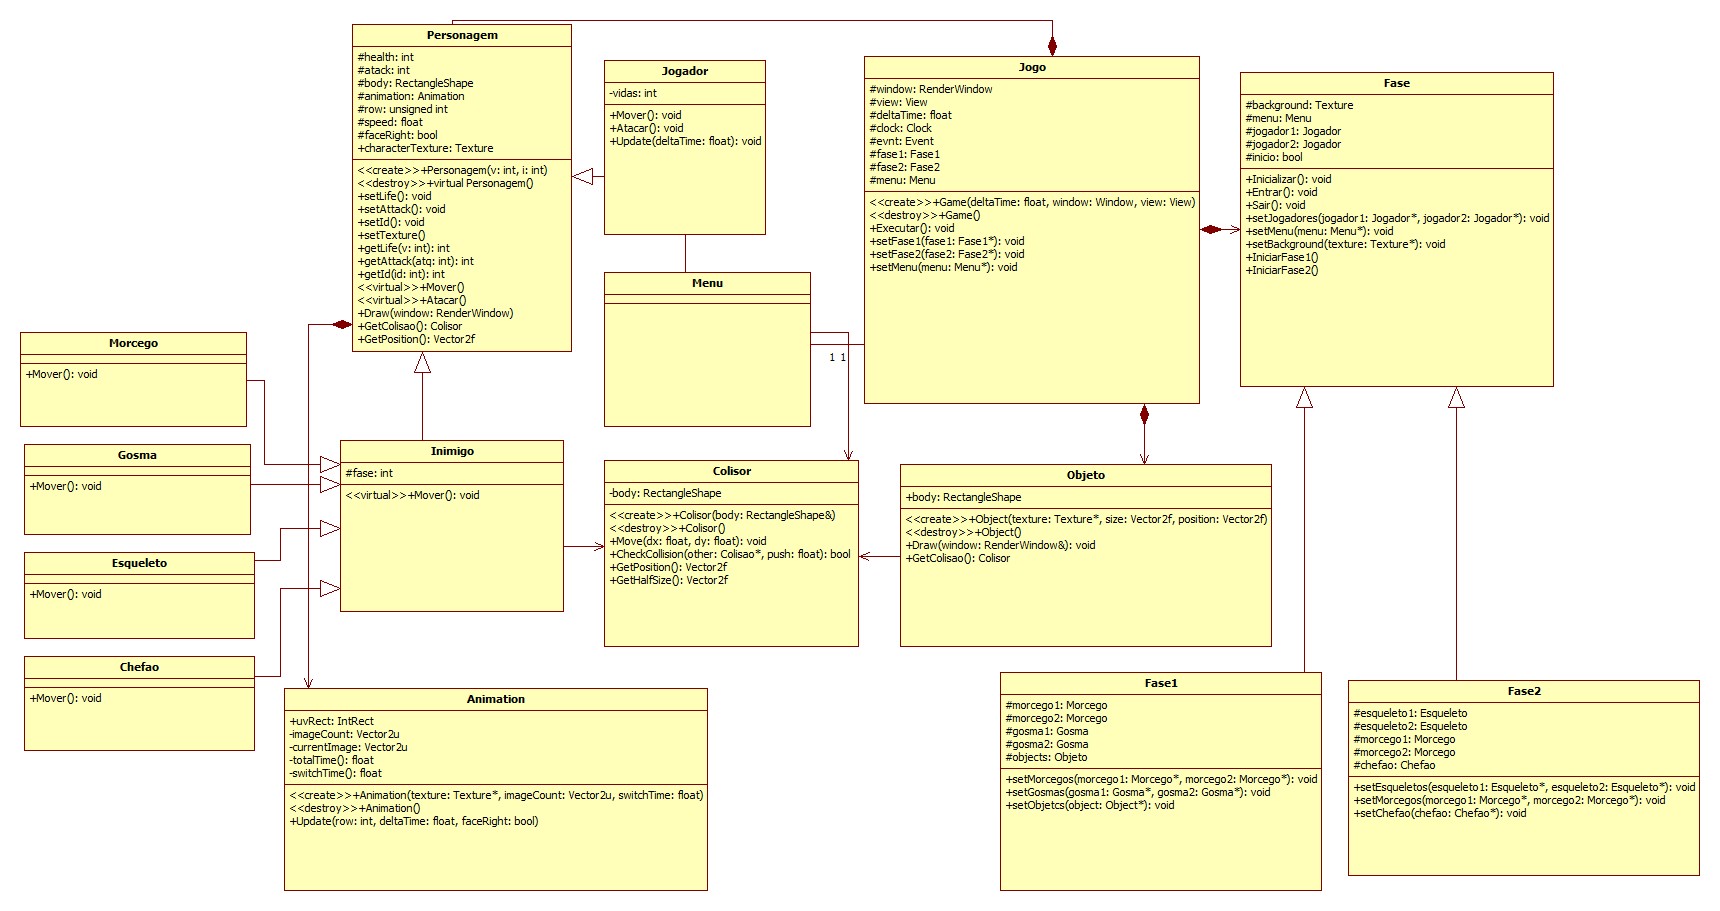 Personagem
#health: int
#atack: int
#body: RectangleShape
#animation: Animation
#row: unsigned int
#speed: float
#faceRight: bool
+characterTexture: Texture
<<create>>+Personagem(v: int, i: int)
<<destroy>>+virtual Personagem()
+setLife(): void
+setAttack(): void
+setId(): void
+setTexture()
+getLife(v: int): int
+getAttack(atq: int): int
+getId(id: int): int
<<virtual>>+Mover()
<<virtual>>+Atacar()
+Draw(window: RenderWindow)
+GetColisao(): Colisor
+GetPosition(): Vector2f
Jogador
-vidas: int
+Mover(): void
+Atacar(): void
+Update(deltaTime: float): void
Jogo
#window: RenderWindow
#view: View
#deltaTime: float
#clock: Clock
#evnt: Event
#fase1: Fase1
#fase2: Fase2
#menu: Menu
<<create>>+Game(deltaTime: float, window: Window, view: View)
<<destroy>>+Game()
+Executar(): void
+setFase1(fase1: Fase1*): void
+setFase2(fase2: Fase2*): void
+setMenu(menu: Menu*): void
Fase
#background: Texture
#menu: Menu
#jogador1: Jogador
#jogador2: Jogador
#inicio: bool
+Inicializar(): void
+Entrar(): void
+Sair(): void
+setJogadores(jogador1: Jogador*, jogador2: Jogador*): void
+setMenu(menu: Menu*): void
+setBackground(texture: Texture*): void
+IniciarFase1()
+IniciarFase2()
Menu
1 1
Morcego
+Mover(): void
Gosma
+Mover(): void
Esqueleto
+Mover(): void
Chefao
+Mover(): void
Inimigo
#fase: int
<<virtual>>+Mover(): void
Colisor
-body: RectangleShape
<<create>>+Colisor(body: RectangleShape&)
<<destroy>>+Colisor()
+Move(dx: float, dy: float): void
+CheckCollision(other: Colisao*, push: float): bool
+GetPosition(): Vector2f
+GetHalfSize(): Vector2f
Objeto
+body: RectangleShape
<<create>>+Object(texture: Texture*, size: Vector2f, position: Vector2f)
<<destroy>>+Object()
+Draw(window: RenderWindow&): void
+GetColisao(): Colisor
Animation
+uvRect: IntRect
-imageCount: Vector2u
-currentImage: Vector2u
-totalTime(): float
-switchTime(): float
<<create>>+Animation(texture: Texture*, imageCount: Vector2u, switchTime: float)
<<destroy>>+Animation()
+Update(row: int, deltaTime: float, faceRight: bool)
Fase1
#morcego1: Morcego
#morcego2: Morcego
#gosma1: Gosma
#gosma2: Gosma
#objects: Objeto
+setMorcegos(morcego1: Morcego*, morcego2: Morcego*): void
+setGosmas(gosma1: Gosma*, gosma2: Gosma*): void
+setObjetcs(object: Object*): void
Fase2
#esqueleto1: Esqueleto
#esqueleto2: Esqueleto
#morcego1: Morcego
#morcego2: Morcego
#chefao: Chefao
+setEsqueletos(esqueleto1: Esqueleto*, esqueleto2: Esqueleto*): void
+setMorcegos(morcego1: Morcego*, morcego2: Morcego*): void
+setChefao(chefao: Chefao*): void